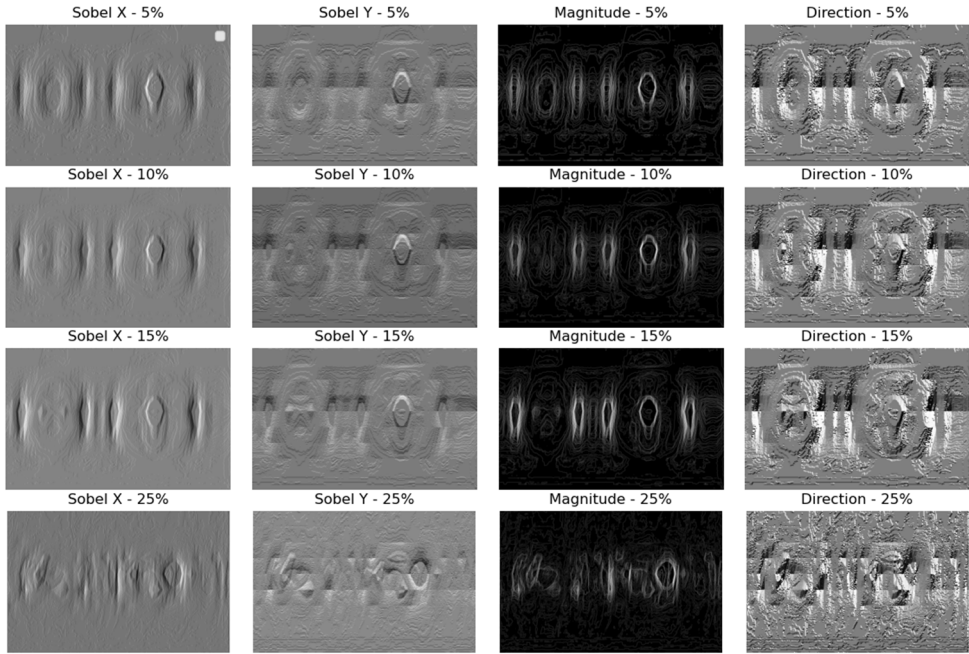 Sobel X - 5% Sobel Y - 5% Magnitude - 5% Direction - 5%
Sobel X - 10% Sobel Y - 10% Magnitude - 10% Direction - 10%
Sobel X - 15% Sobel Y - 15% Magnitude - 15% Direction - 15%
Sobel X - 25% Sobel Y - 25% Magnitude - 25% Direction - 25%